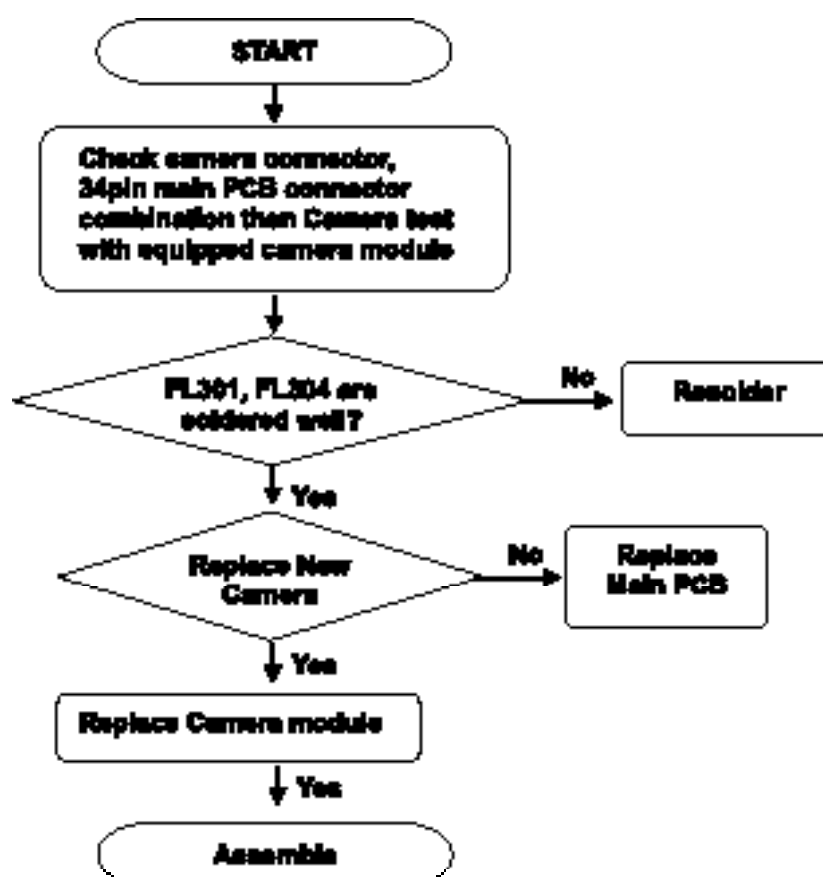 START
Check camera connector,
34pin main PCB connector
combination then Camera test
with equipped camera module
FL301, FL304 are
soldered well?
No
Resolder
Yes
Replace New
Camera
No
Replace
Main PCB
Yes
Replace Camera module
Yes
Assemble